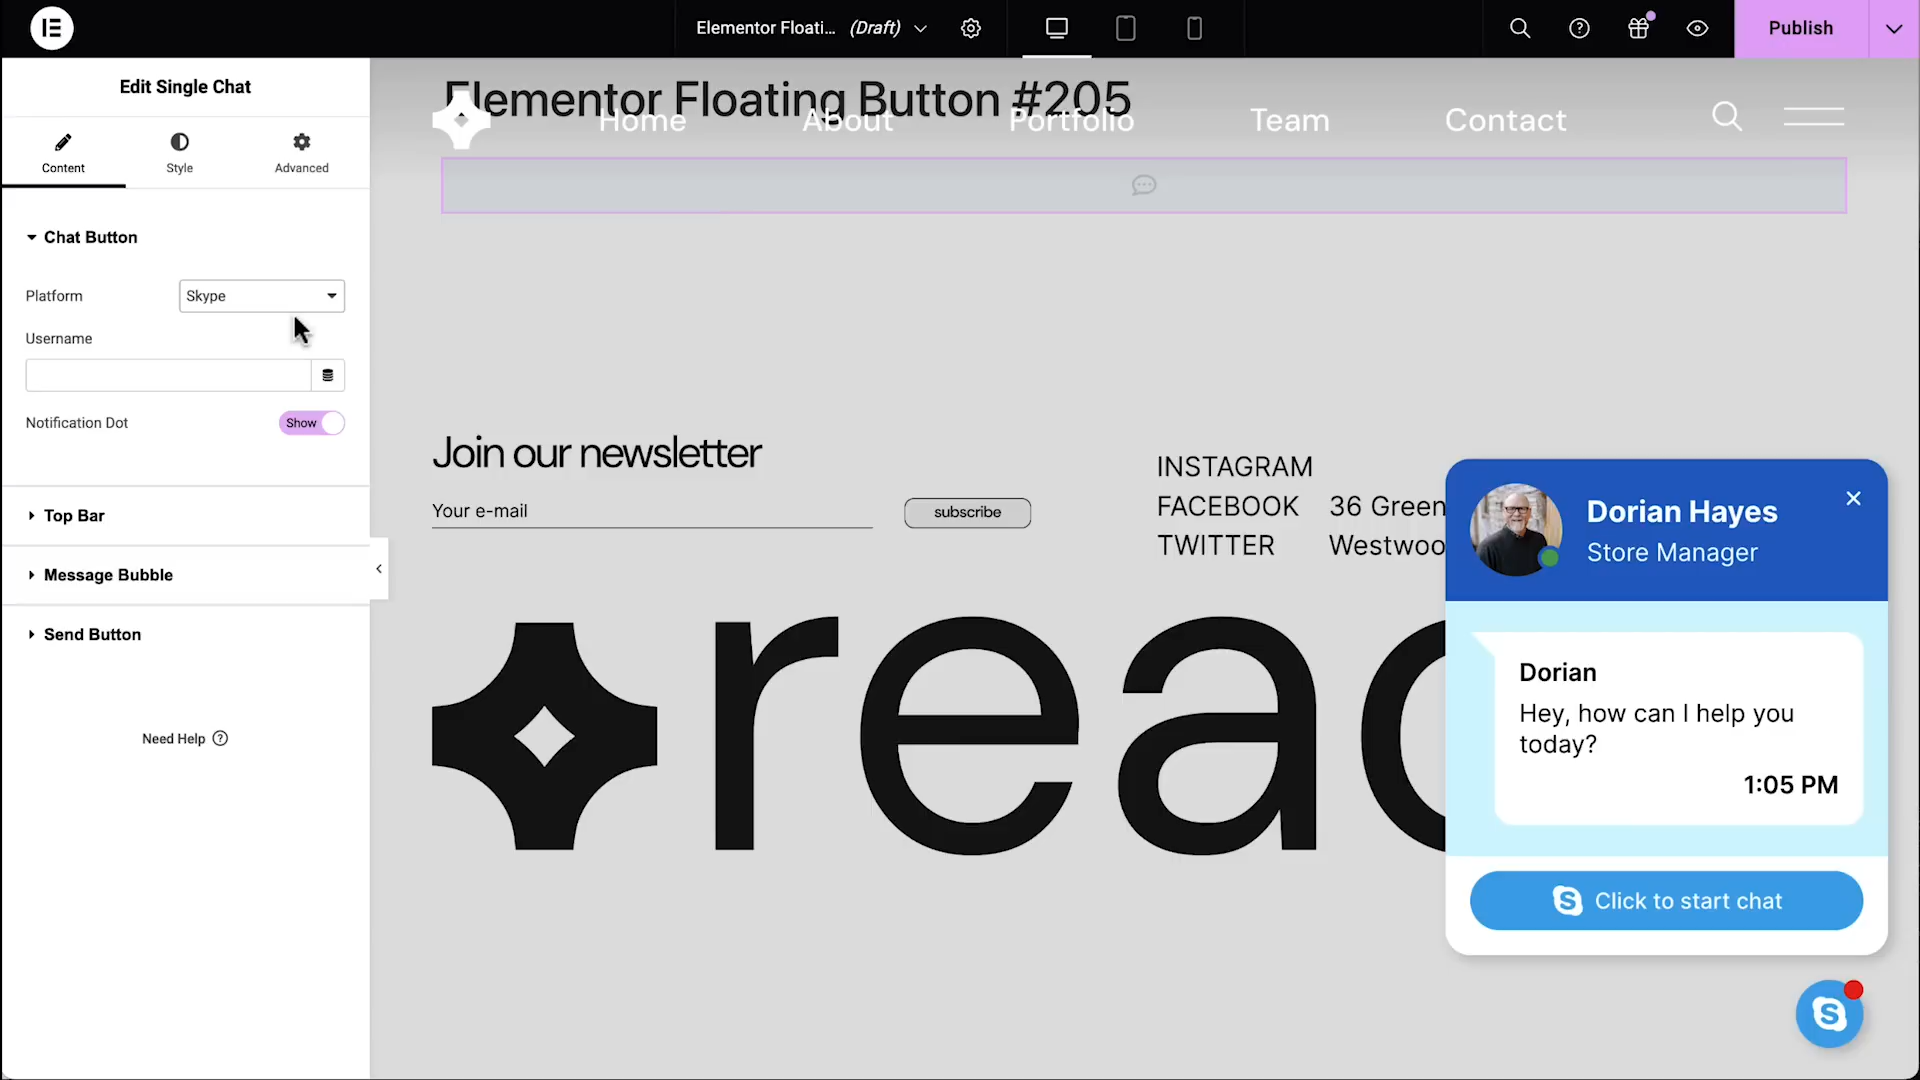 Elementor Floati... (Draft)
Publish
Edit Single Chat
Content
Style
Advanced
Chat Button
Platform
Skype
Username
Notification Dot
Show
Top Bar
Message Bubble
Send Button
Need Help
Elementor Floating Button #205
Home
About
Portfolio
Team
Contact
Join our newsletter
Your e-mail
subscribe
INSTAGRAM
FACEBOOK
TWITTER
36 Green
Westwoo
Dorian Hayes
Store Manager
Dorian
Hey, how can I help you
today?
1:05 PM
Click to start chat